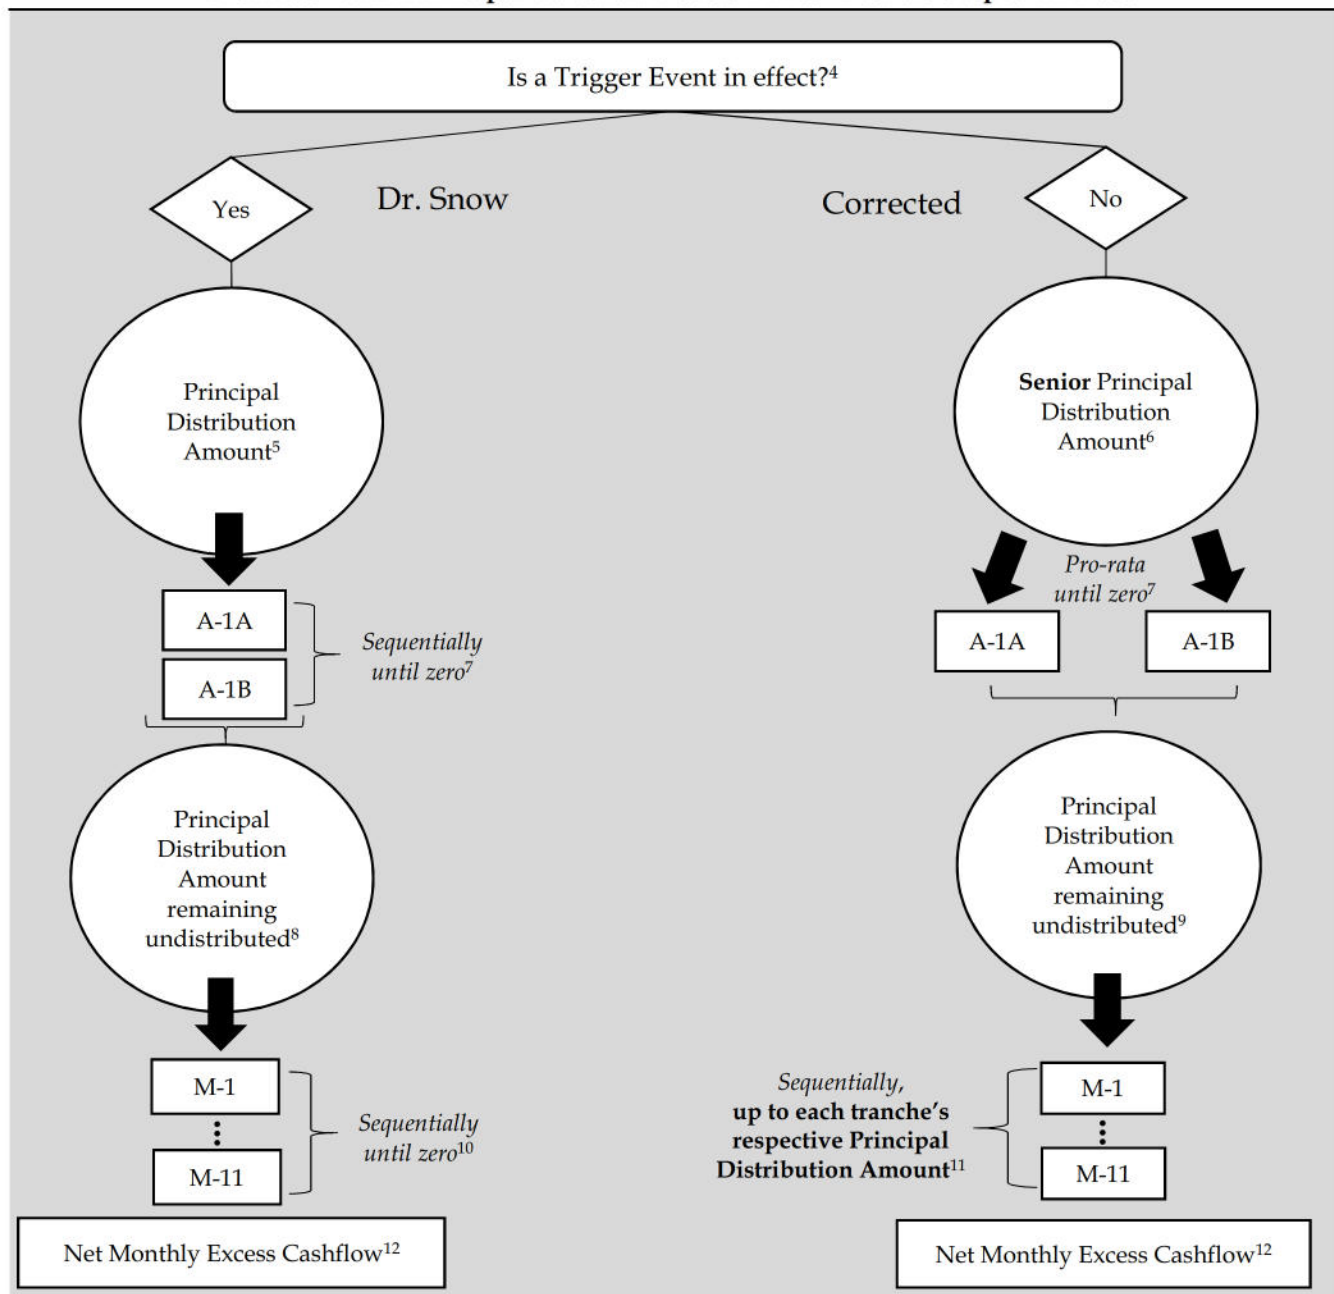 Is a Trigger Event in effect?⁴
Yes
Dr. Snow
Corrected
No
Principal
Distribution
Amount⁵
Senior Principal
Distribution
Amount⁶
A-1A
A-1B
Sequentially
until zero⁷
Pro-rata
until zero⁷
A-1A
A-1B
Principal
Distribution
Amount
remaining
undistributed⁸
Principal
Distribution
Amount
remaining
undistributed⁹
M-1
M-11
Sequentially
until zero¹⁰
Sequentially,
up to each tranche's
respective Principal
Distribution Amount¹¹
M-1
M-11
Net Monthly Excess Cashflow¹²
Net Monthly Excess Cashflow¹²